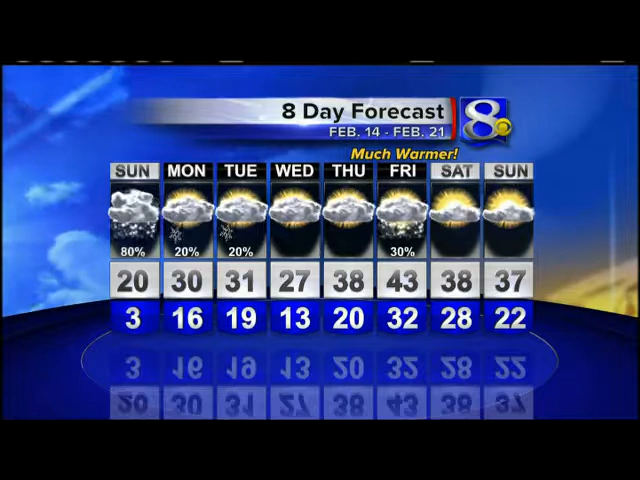 8 Day Forecast
FEB. 14 - FEB. 21
8
Much Warmer!
SUN MON TUE WED THU FRI SAT SUN
80% 20% 20% 30%
20 30 31 27 38 43 38 37
3 16 19 13 20 32 28 22